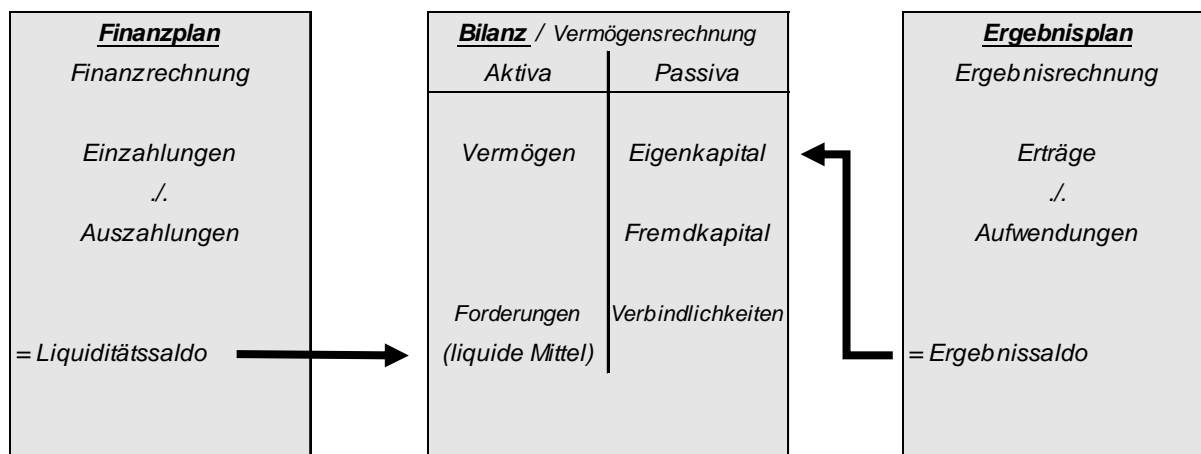 Finanzplan
Finanzrechnung
Einzahlungen
./.
Auszahlungen
= Liquiditätssaldo
Bilanz / Vermögensrechnung
Aktiva Passiva
Vermögen Eigenkapital
Fremdkapital
Forderungen Verbindlichkeiten
(liquide Mittel)
Ergebnisplan
Ergebnisrechnung
Erträge
./.
Aufwendungen
= Ergebnissaldo